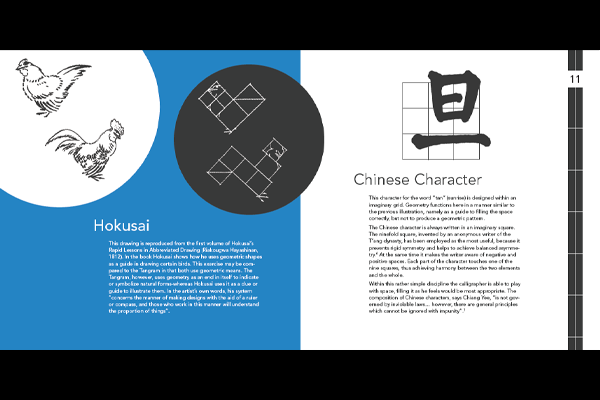 Hokusai
This drawing is reproduced from the first volume of Hokusai's
Rapid Lessons in Abbreviated Drawing (Riakougwa Hayashinan,
1812). In the book Hokusai shows how he uses geometric shapes
as a guide in drawing certain birds. This exercise may be com-
pared to the Tangram in that both use geometric means. The
Tangram, however, uses geometry as an end in itself to indicate
or symbolize natural forms-whereas Hokusai uses it as a clue or
guide to illustrate them. In the artist's own words, his system
"concerns the manner of making designs with the aid of a ruler
or compass, and those who work in this manner will understand
the proportion of things".
旦
11
Chinese Character
This character for the word "tan" (sunrise) is designed within an
imaginary grid. Geometry functions here in a manner similar to
the previous illustration, namely as a guide to filling the space
correctly, but not to produce a geometric pattern.
The Chinese character is always written in an imaginary square.
The ninefold square, invented by an anonymous writer of the
T'ang dynasty, has been employed as the most useful, because it
prevents rigid symmetry and helps to achieve balanced asymme-
try. At the same time it makes the writer aware of negative and
positive space. Each part of the character touches one of the
nine squares, thus achieving harmony between the two elements
and the whole.
Within this rather simple discipline the calligrapher is able to play
with space, filling it as he feels would be most appropriate. The
composition of Chinese characters, says Chiang Yee, "is not gov-
erned by inviolable laws... however, there are general principles
which cannot be ignored with impunity".